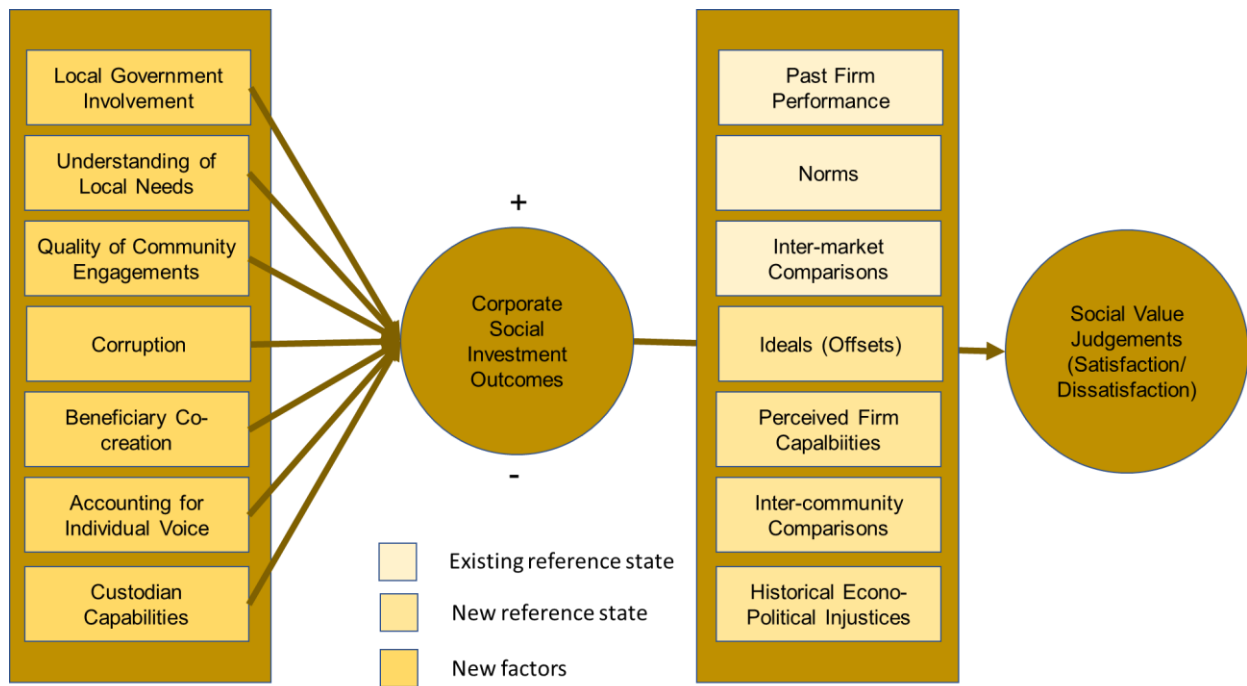 Local Government
Involvement
Understanding of
Local Needs
Quality of Community
Engagements
Corruption
Beneficiary Co-
creation
Accounting for
Individual Voice
Custodian
Capabilities
+
Corporate
Social
Investment
Outcomes
-
Existing reference state
New reference state
New factors
Past Firm
Performance
Norms
Inter-market
Comparisons
Ideals (Offsets)
Perceived Firm
Capalbiities
Inter-community
Comparisons
Historical Econo-
Political Injustices
Social Value
Judgements
(Satisfaction/
Dissatisfaction)